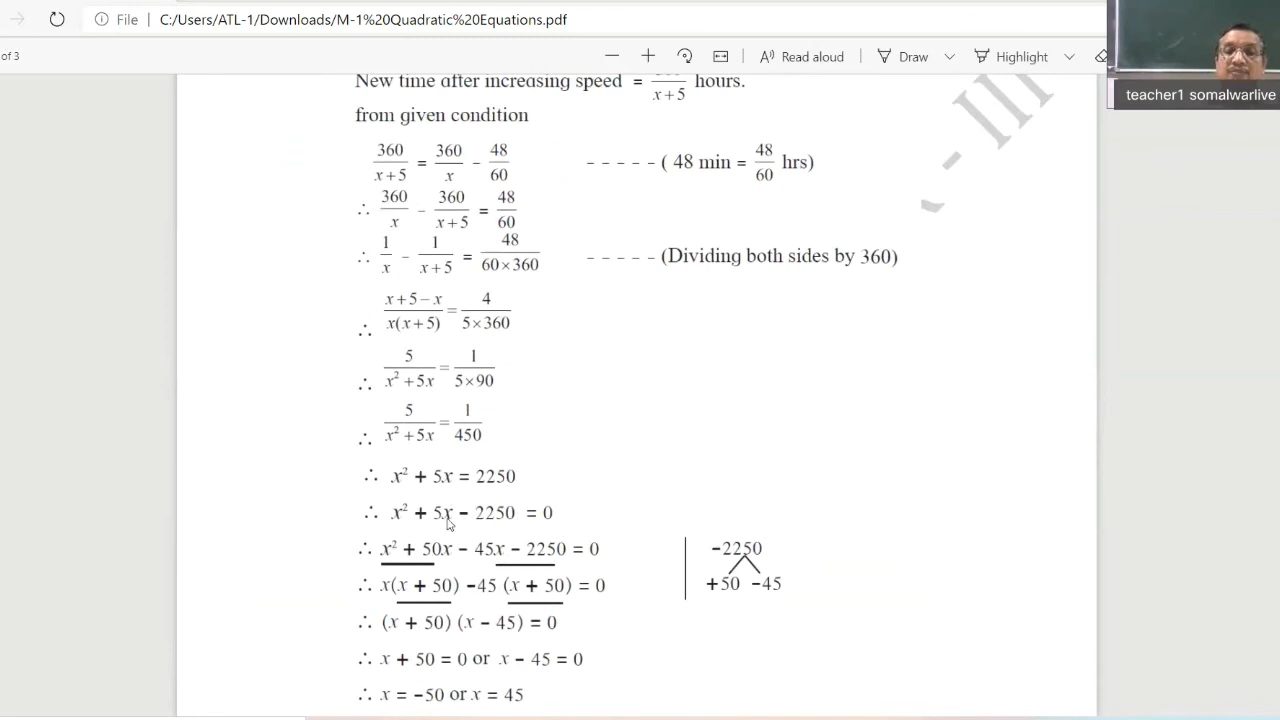 File C:/Users/ATL-1/Downloads/M-1%20Quadratic%20Equations.pdf
of 3
Read aloud Draw Highlight
teacher1 somalwarlive
New time after increasing speed = /(x+5) hours.
from given condition
360/(x+5) = 360/x - 48/60 - - - - - ( 48 min = 48/60 hrs)
∴ 360/x - 360/(x+5) = 48/60
∴ 1/x - 1/(x+5) = 48/(60×360) - - - - - (Dividing both sides by 360)
∴ (x+5-x)/(x(x+5)) = 4/(5×360)
∴ 5/(x²+5x) = 1/(5×90)
∴ 5/(x²+5x) = 1/450
∴ x² + 5x = 2250
∴ x² + 5x - 2250 = 0
∴ x² + 50x - 45x - 2250 = 0
-2250
∴ x(x + 50) -45 (x + 50) = 0
+50 -45
∴ (x + 50) (x - 45) = 0
∴ x + 50 = 0 or x - 45 = 0
∴ x = -50 or x = 45
- III